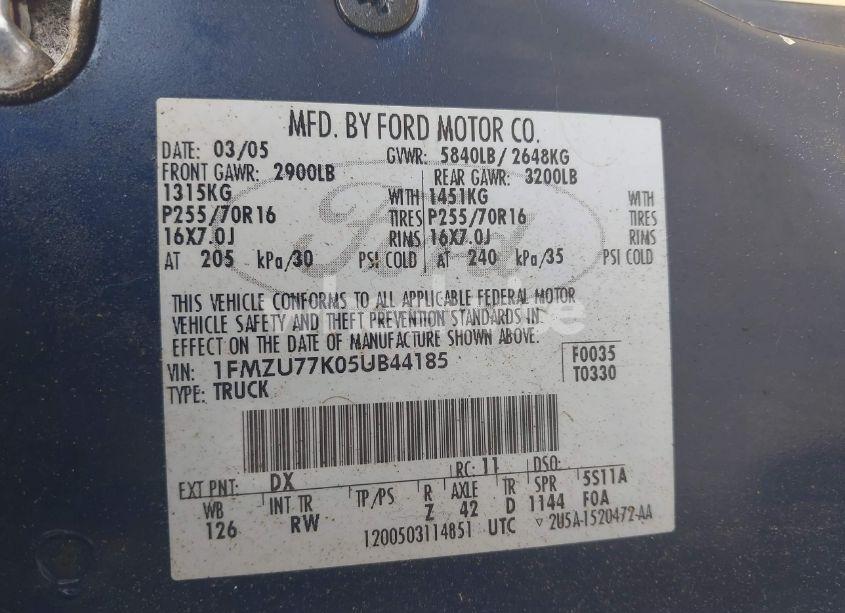 MFD. BY FORD MOTOR CO.
DATE: 03/05 GVWR: 5840LB / 2648KG
FRONT GAWR: 2900LB REAR GAWR: 3200LB
1315KG WITH 1451KG WITH
P255/70R16 TIRES P255/70R16 TIRES
16X7.0J RIMS 16X7.0J RIMS
AT 205 kPa/30 PSI COLD AT 240 kPa/35 PSI COLD
THIS VEHICLE CONFORMS TO ALL APPLICABLE FEDERAL MOTOR
VEHICLE SAFETY AND THEFT PREVENTION STANDARDS IN
EFFECT ON THE DATE OF MANUFACTURE SHOWN ABOVE.
VIN: 1FMZU77K05UB44185 F0035
TYPE: TRUCK T0330
EXT PNT: DX RC: 11 DSO:
WB INT TR TP/PS R AXLE TR SPR 5S11A
126 RW Z 42 D 1144 F0A
1200503114851 UTC ▽ 2U5A-1520472-AA
Ford